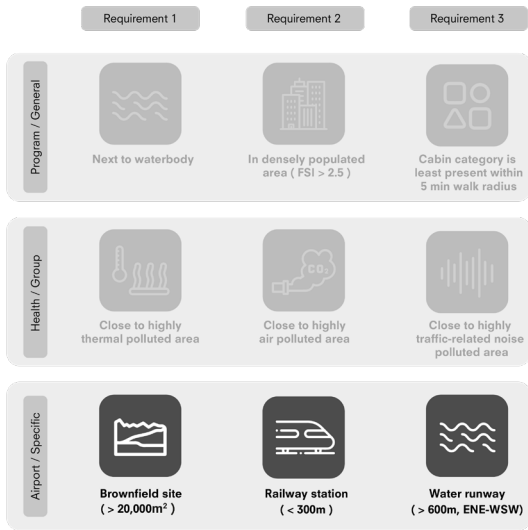 Requirement 1
Requirement 2
Requirement 3
Program / General
Next to waterbody
In densely populated
area ( FSI > 2.5 )
Cabin category is
least present within
5 min walk radius
Health / Group
CO₂
Close to highly
thermal polluted area
Close to highly
air polluted area
Close to highly
traffic-related noise
polluted area
Airport / Specific
Brownfield site
( > 20,000m² )
Railway station
( < 300m )
Water runway
( > 600m, ENE-WSW)